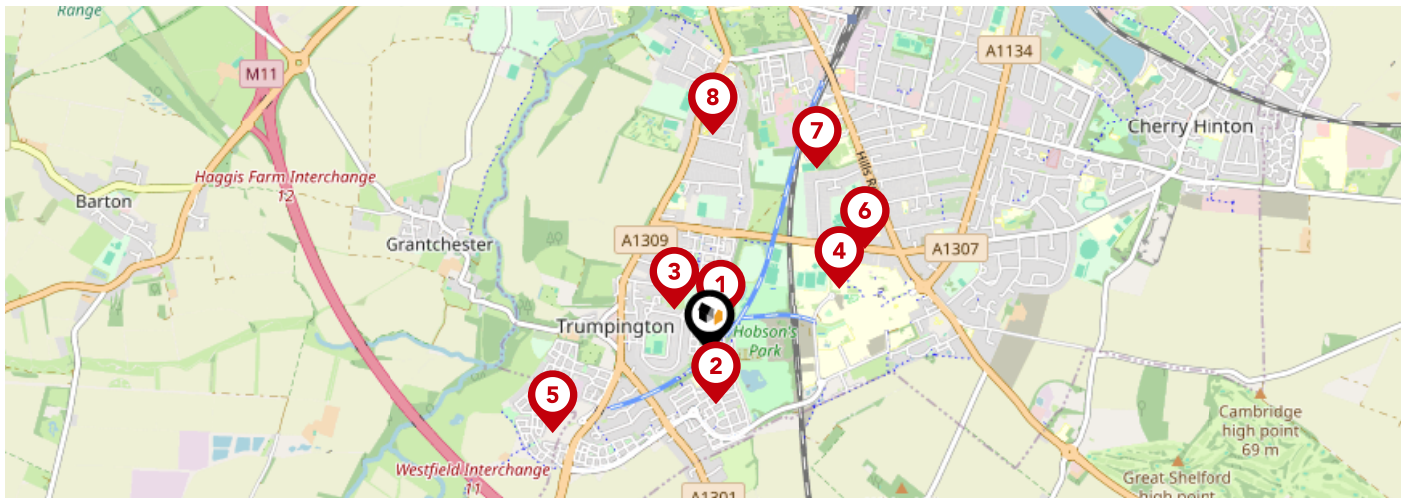 Range
M11
A1134
8
7
Cherry Hinton
Haggis Farm Interchange
12
Barton
Hills R
6
Grantchester
A1309
4
A1307
3
1
Trumpington
Hobson's
Park
2
5
Cambridge
high point
69 m
Westfield Interchange
11
Great Shelford
high point
A1301